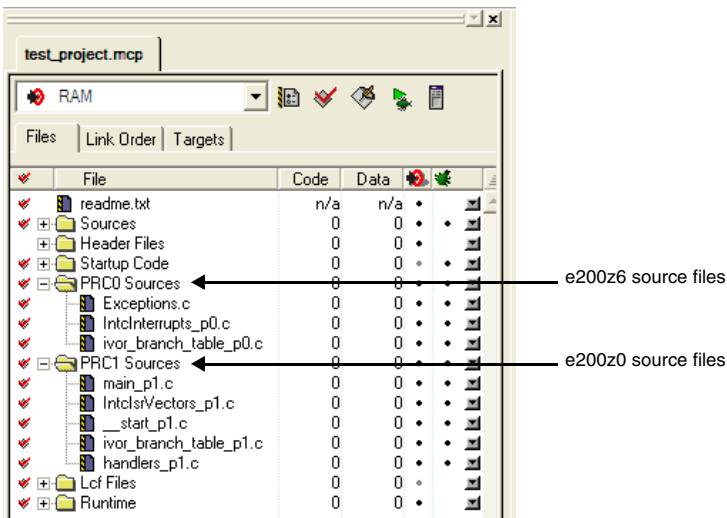 test_project.mcp
RAM
Files Link Order Targets
File Code Data
readme.txt n/a n/a
Sources 0 0
Header Files 0 0
Startup Code 0 0
PRC0 Sources 0 0 e200z6 source files
Exceptions.c 0 0
IntcInterrupts_p0.c 0 0
ivor_branch_table_p0.c 0 0
PRC1 Sources 0 0 e200z0 source files
main_p1.c 0 0
IntcIsrVectors_p1.c 0 0
__start_p1.c 0 0
ivor_branch_table_p1.c 0 0
handlers_p1.c 0 0
Lcf Files 0 0
Runtime 0 0